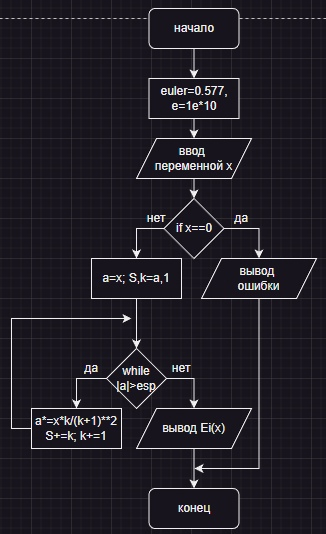 начало
euler=0.577,
e=1e*10
ввод
переменной x
if x==0
нет
да
a=x; S,k=a,1
вывод
ошибки
while
|a|>esp
да
нет
a*=x*k/(k+1)**2
S+=k; k+=1
вывод Ei(x)
конец